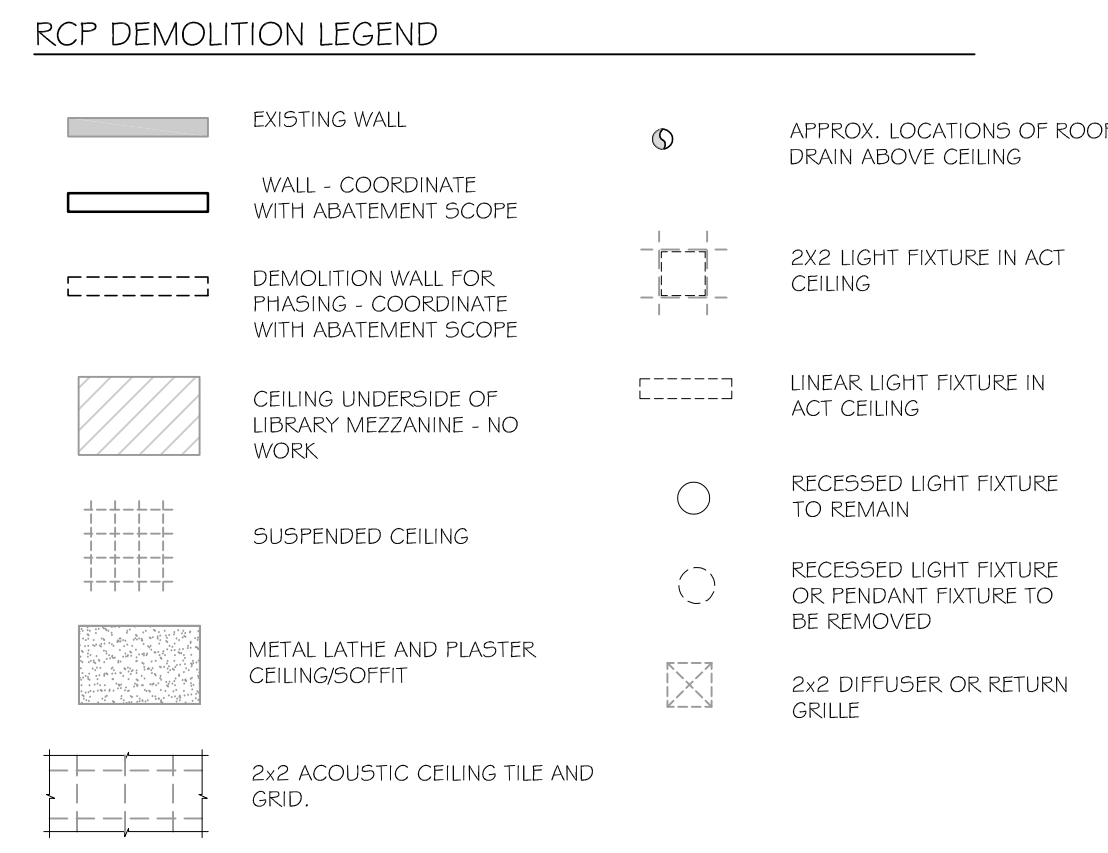 RCP DEMOLITION LEGEND
EXISTING WALL
WALL - COORDINATE
WITH ABATEMENT SCOPE
DEMOLITION WALL FOR
PHASING - COORDINATE
WITH ABATEMENT SCOPE
CEILING UNDERSIDE OF
LIBRARY MEZZANINE - NO
WORK
SUSPENDED CEILING
METAL LATHE AND PLASTER
CEILING/SOFFIT
2x2 ACOUSTIC CEILING TILE AND
GRID.
APPROX. LOCATIONS OF ROOF
DRAIN ABOVE CEILING
2X2 LIGHT FIXTURE IN ACT
CEILING
LINEAR LIGHT FIXTURE IN
ACT CEILING
RECESSED LIGHT FIXTURE
TO REMAIN
RECESSED LIGHT FIXTURE
OR PENDANT FIXTURE TO
BE REMOVED
2x2 DIFFUSER OR RETURN
GRILLE